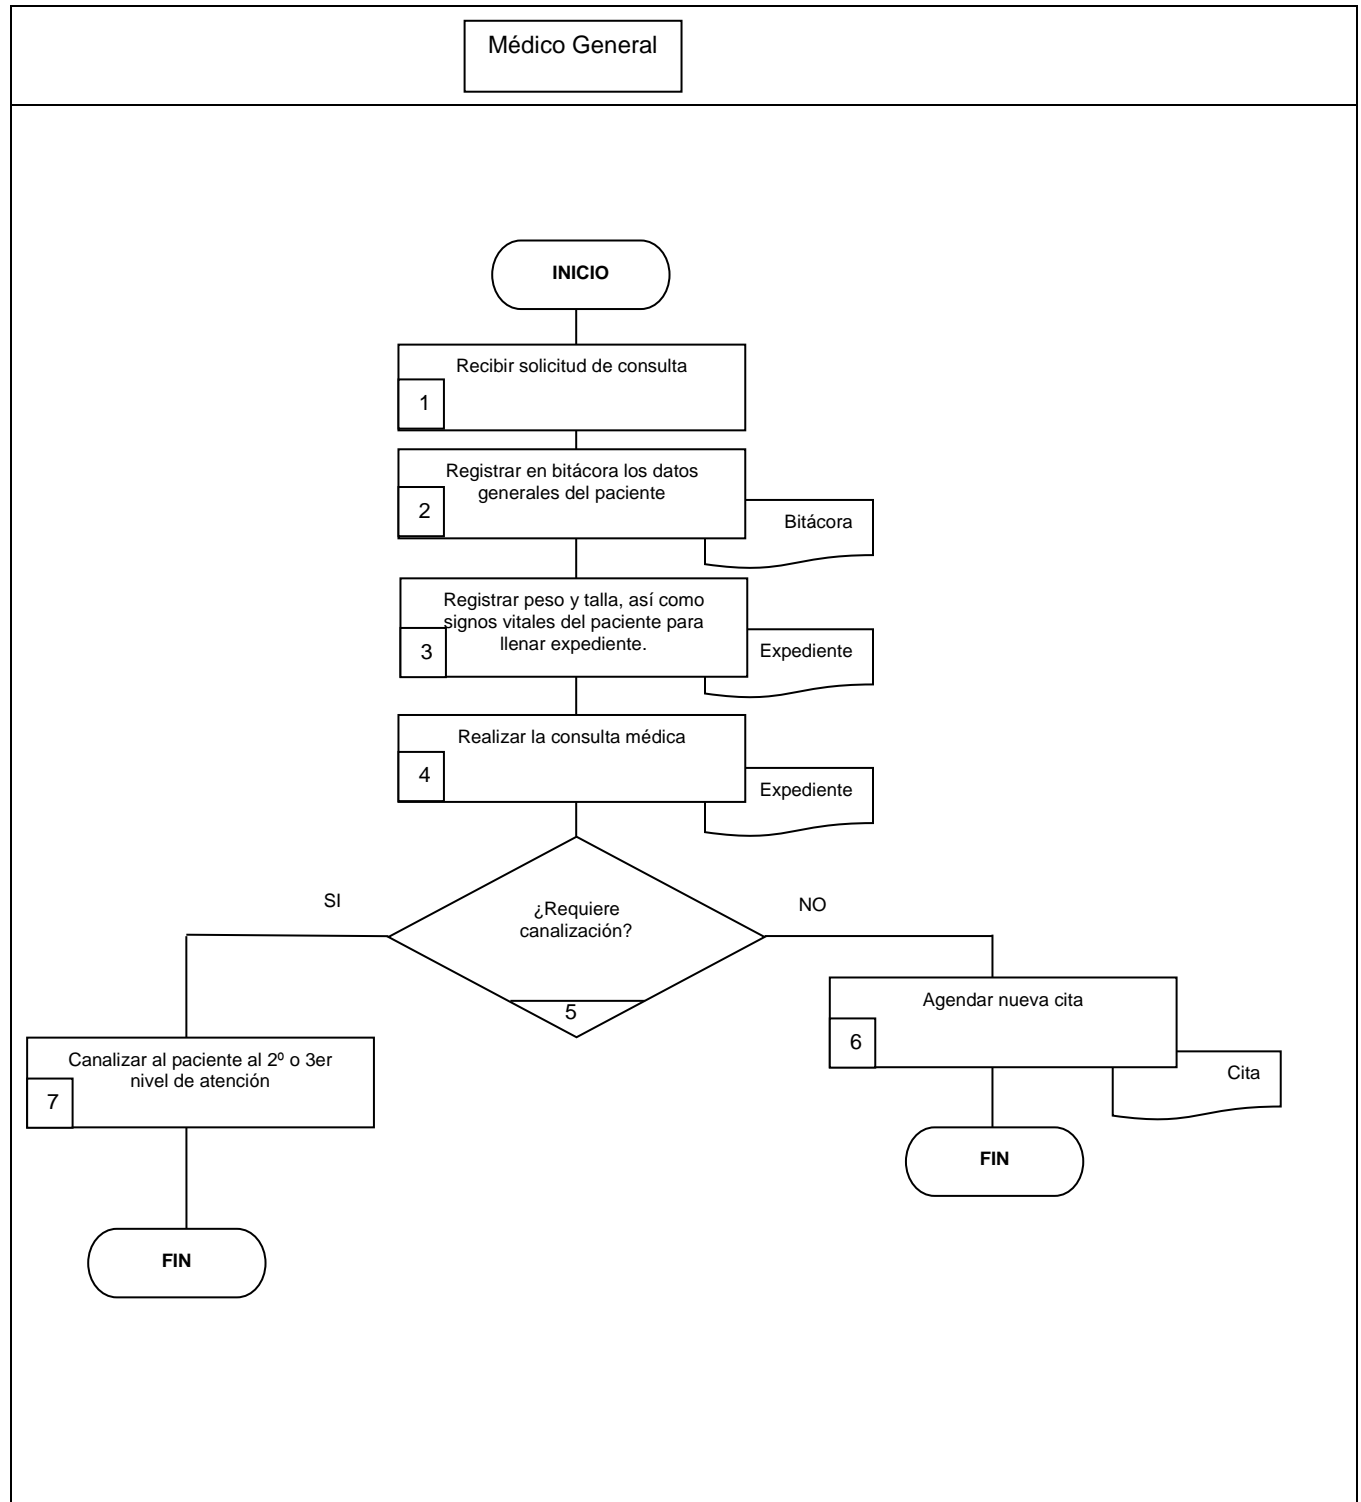 Médico General
INICIO
Recibir solicitud de consulta
1
Registrar en bitácora los datos
generales del paciente
2
Bitácora
Registrar peso y talla, así como
signos vitales del paciente para
llenar expediente.
3
Expediente
Realizar la consulta médica
4
Expediente
¿Requiere
canalización?
5
SI
NO
Agendar nueva cita
6
Cita
FIN
Canalizar al paciente al 2º o 3er
nivel de atención
7
FIN